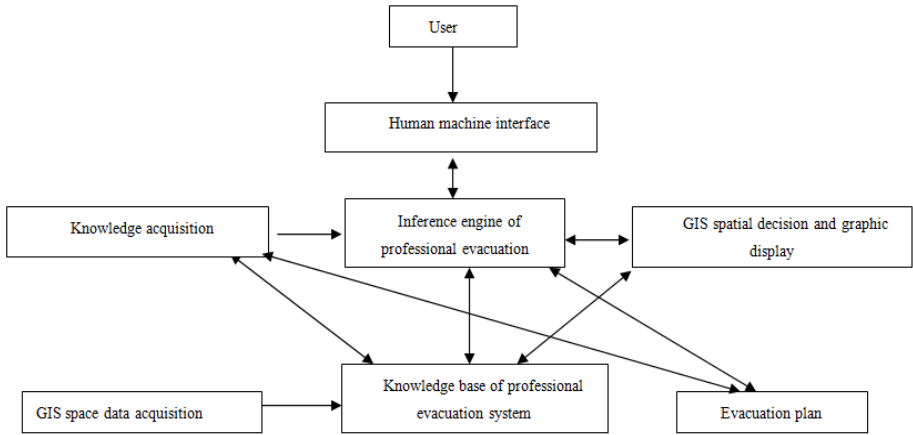 User
Human machine interface
Knowledge acquisition
Inference engine of
professional evacuation
GIS spatial decision and graphic
display
GIS space data acquisition
Knowledge base of professional
evacuation system
Evacuation plan